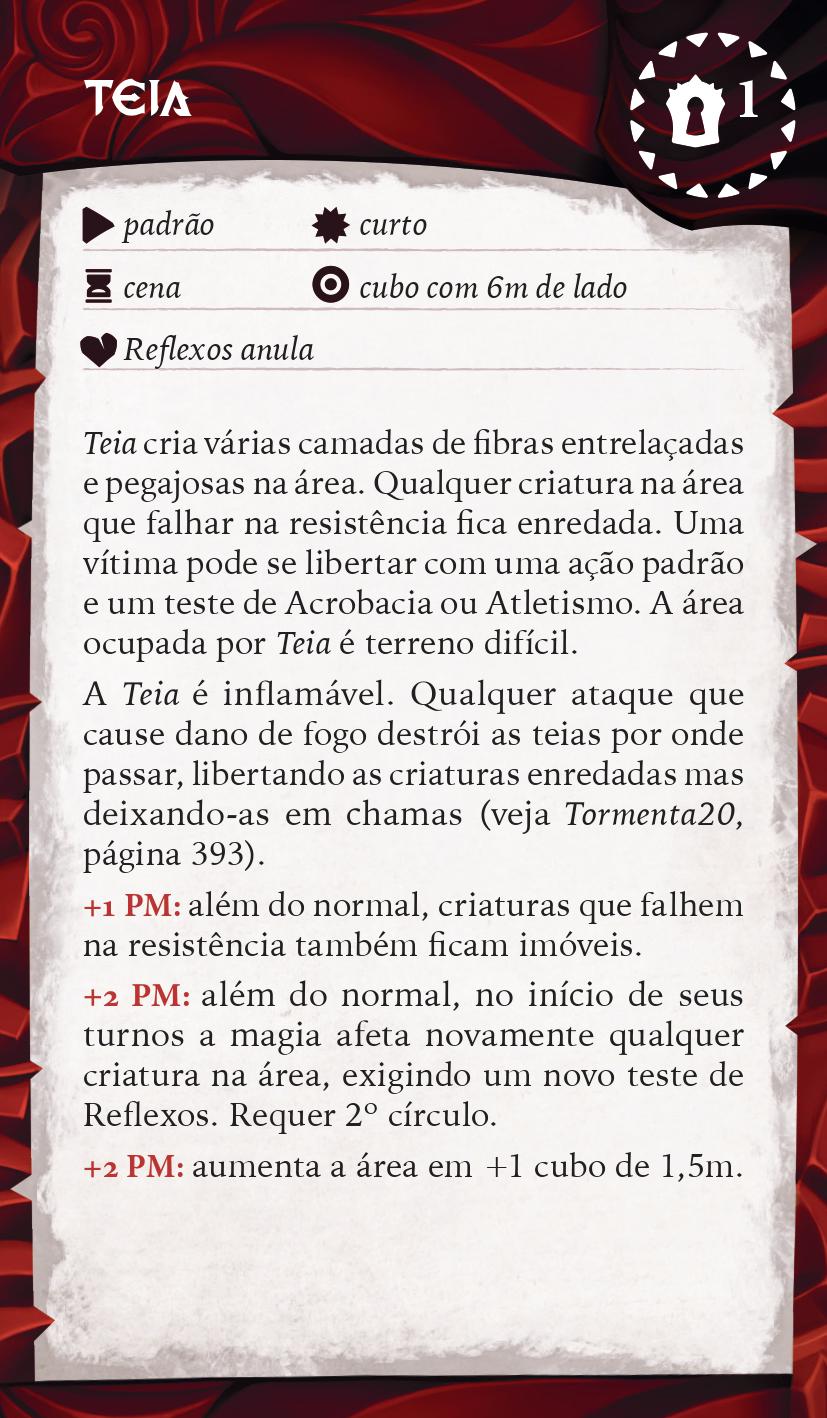 TEIA
1
padrão curto
cena cubo com 6m de lado
Reflexos anula
Teia cria várias camadas de fibras entrelaçadas
e pegajosas na área. Qualquer criatura na área
que falhar na resistência fica enredada. Uma
vítima pode se libertar com uma ação padrão
e um teste de Acrobacia ou Atletismo. A área
ocupada por Teia é terreno difícil.
A Teia é inflamável. Qualquer ataque que
cause dano de fogo destrói as teias por onde
passar, libertando as criaturas enredadas mas
deixando-as em chamas (veja Tormenta20,
página 393).
+1 PM: além do normal, criaturas que falhem
na resistência também ficam imóveis.
+2 PM: além do normal, no início de seus
turnos a magia afeta novamente qualquer
criatura na área, exigindo um novo teste de
Reflexos. Requer 2º círculo.
+2 PM: aumenta a área em +1 cubo de 1,5m.